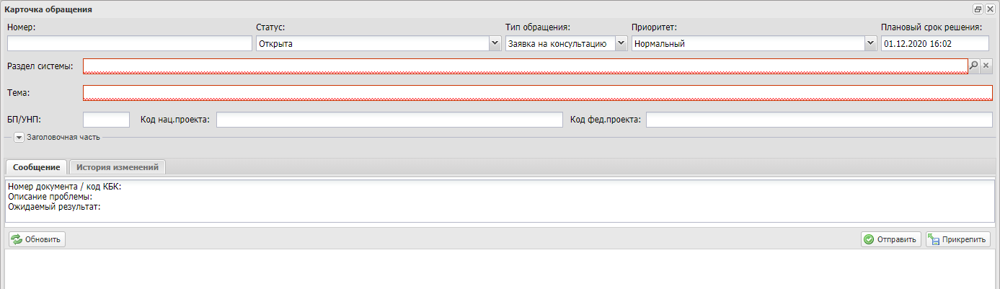 Карточка обращения
Номер: Статус: Тип обращения: Приоритет: Плановый срок решения:
Открыта Заявка на консультацию Нормальный 01.12.2020 16:02
Раздел системы:
Тема:
БП/УНП: Код нац.проекта: Код фед.проекта:
Заголовочная часть
Сообщение История изменений
Номер документа / код КБК:
Описание проблемы:
Ожидаемый результат:
Обновить Отправить Прикрепить